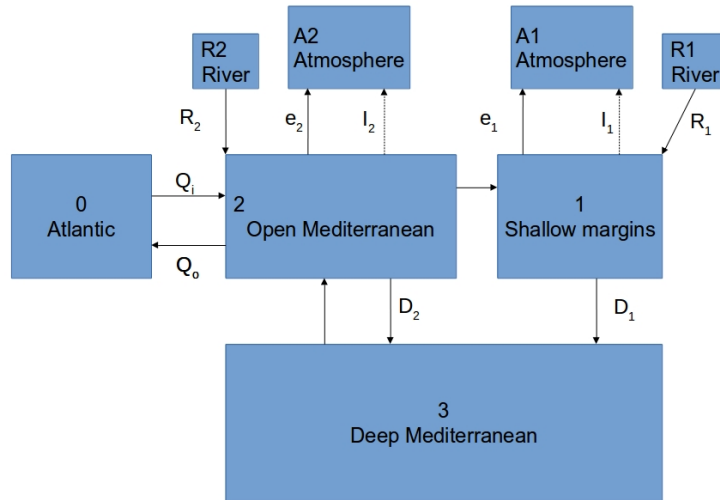 R2
River
A2
Atmosphere
A1
Atmosphere
R1
River
R₂
e₂
I₂
e₁
I₁
R₁
Qᵢ
0
Atlantic
2
Open Mediterranean
1
Shallow margins
Qₒ
D₂
D₁
3
Deep Mediterranean